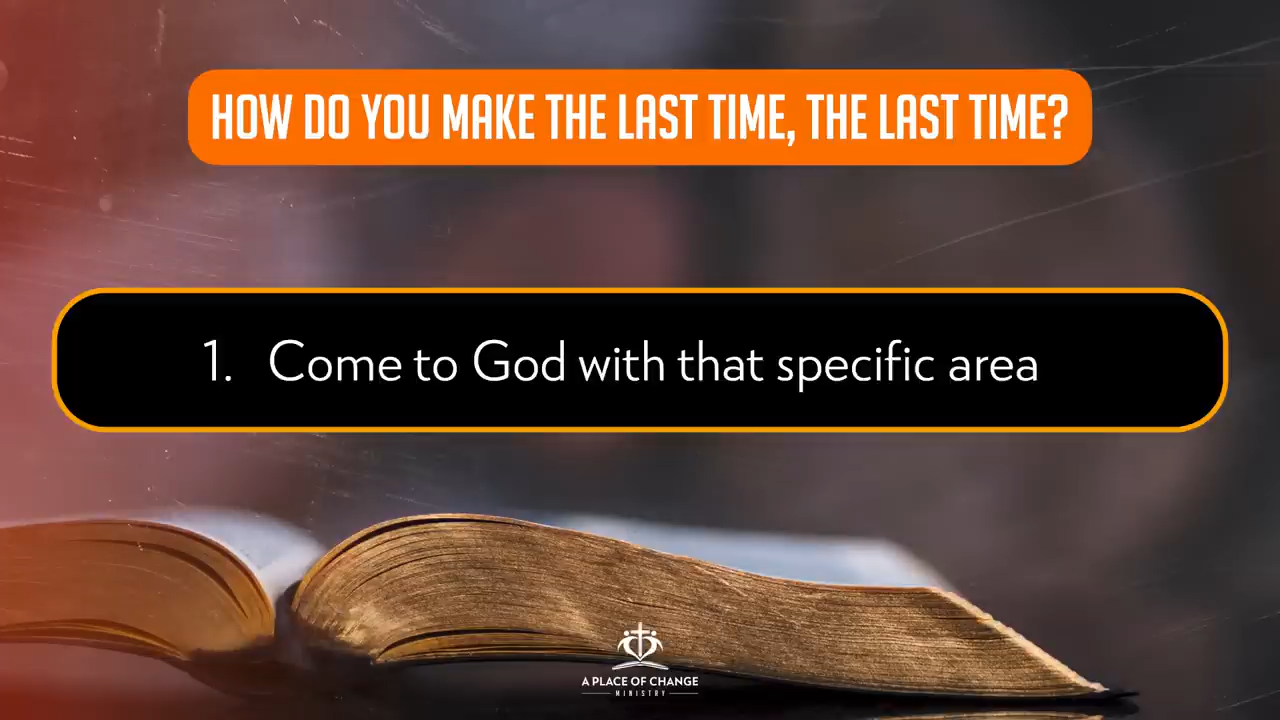 HOW DO YOU MAKE THE LAST TIME, THE LAST TIME?
1. Come to God with that specific area
A PLACE OF CHANGE
MINISTRY